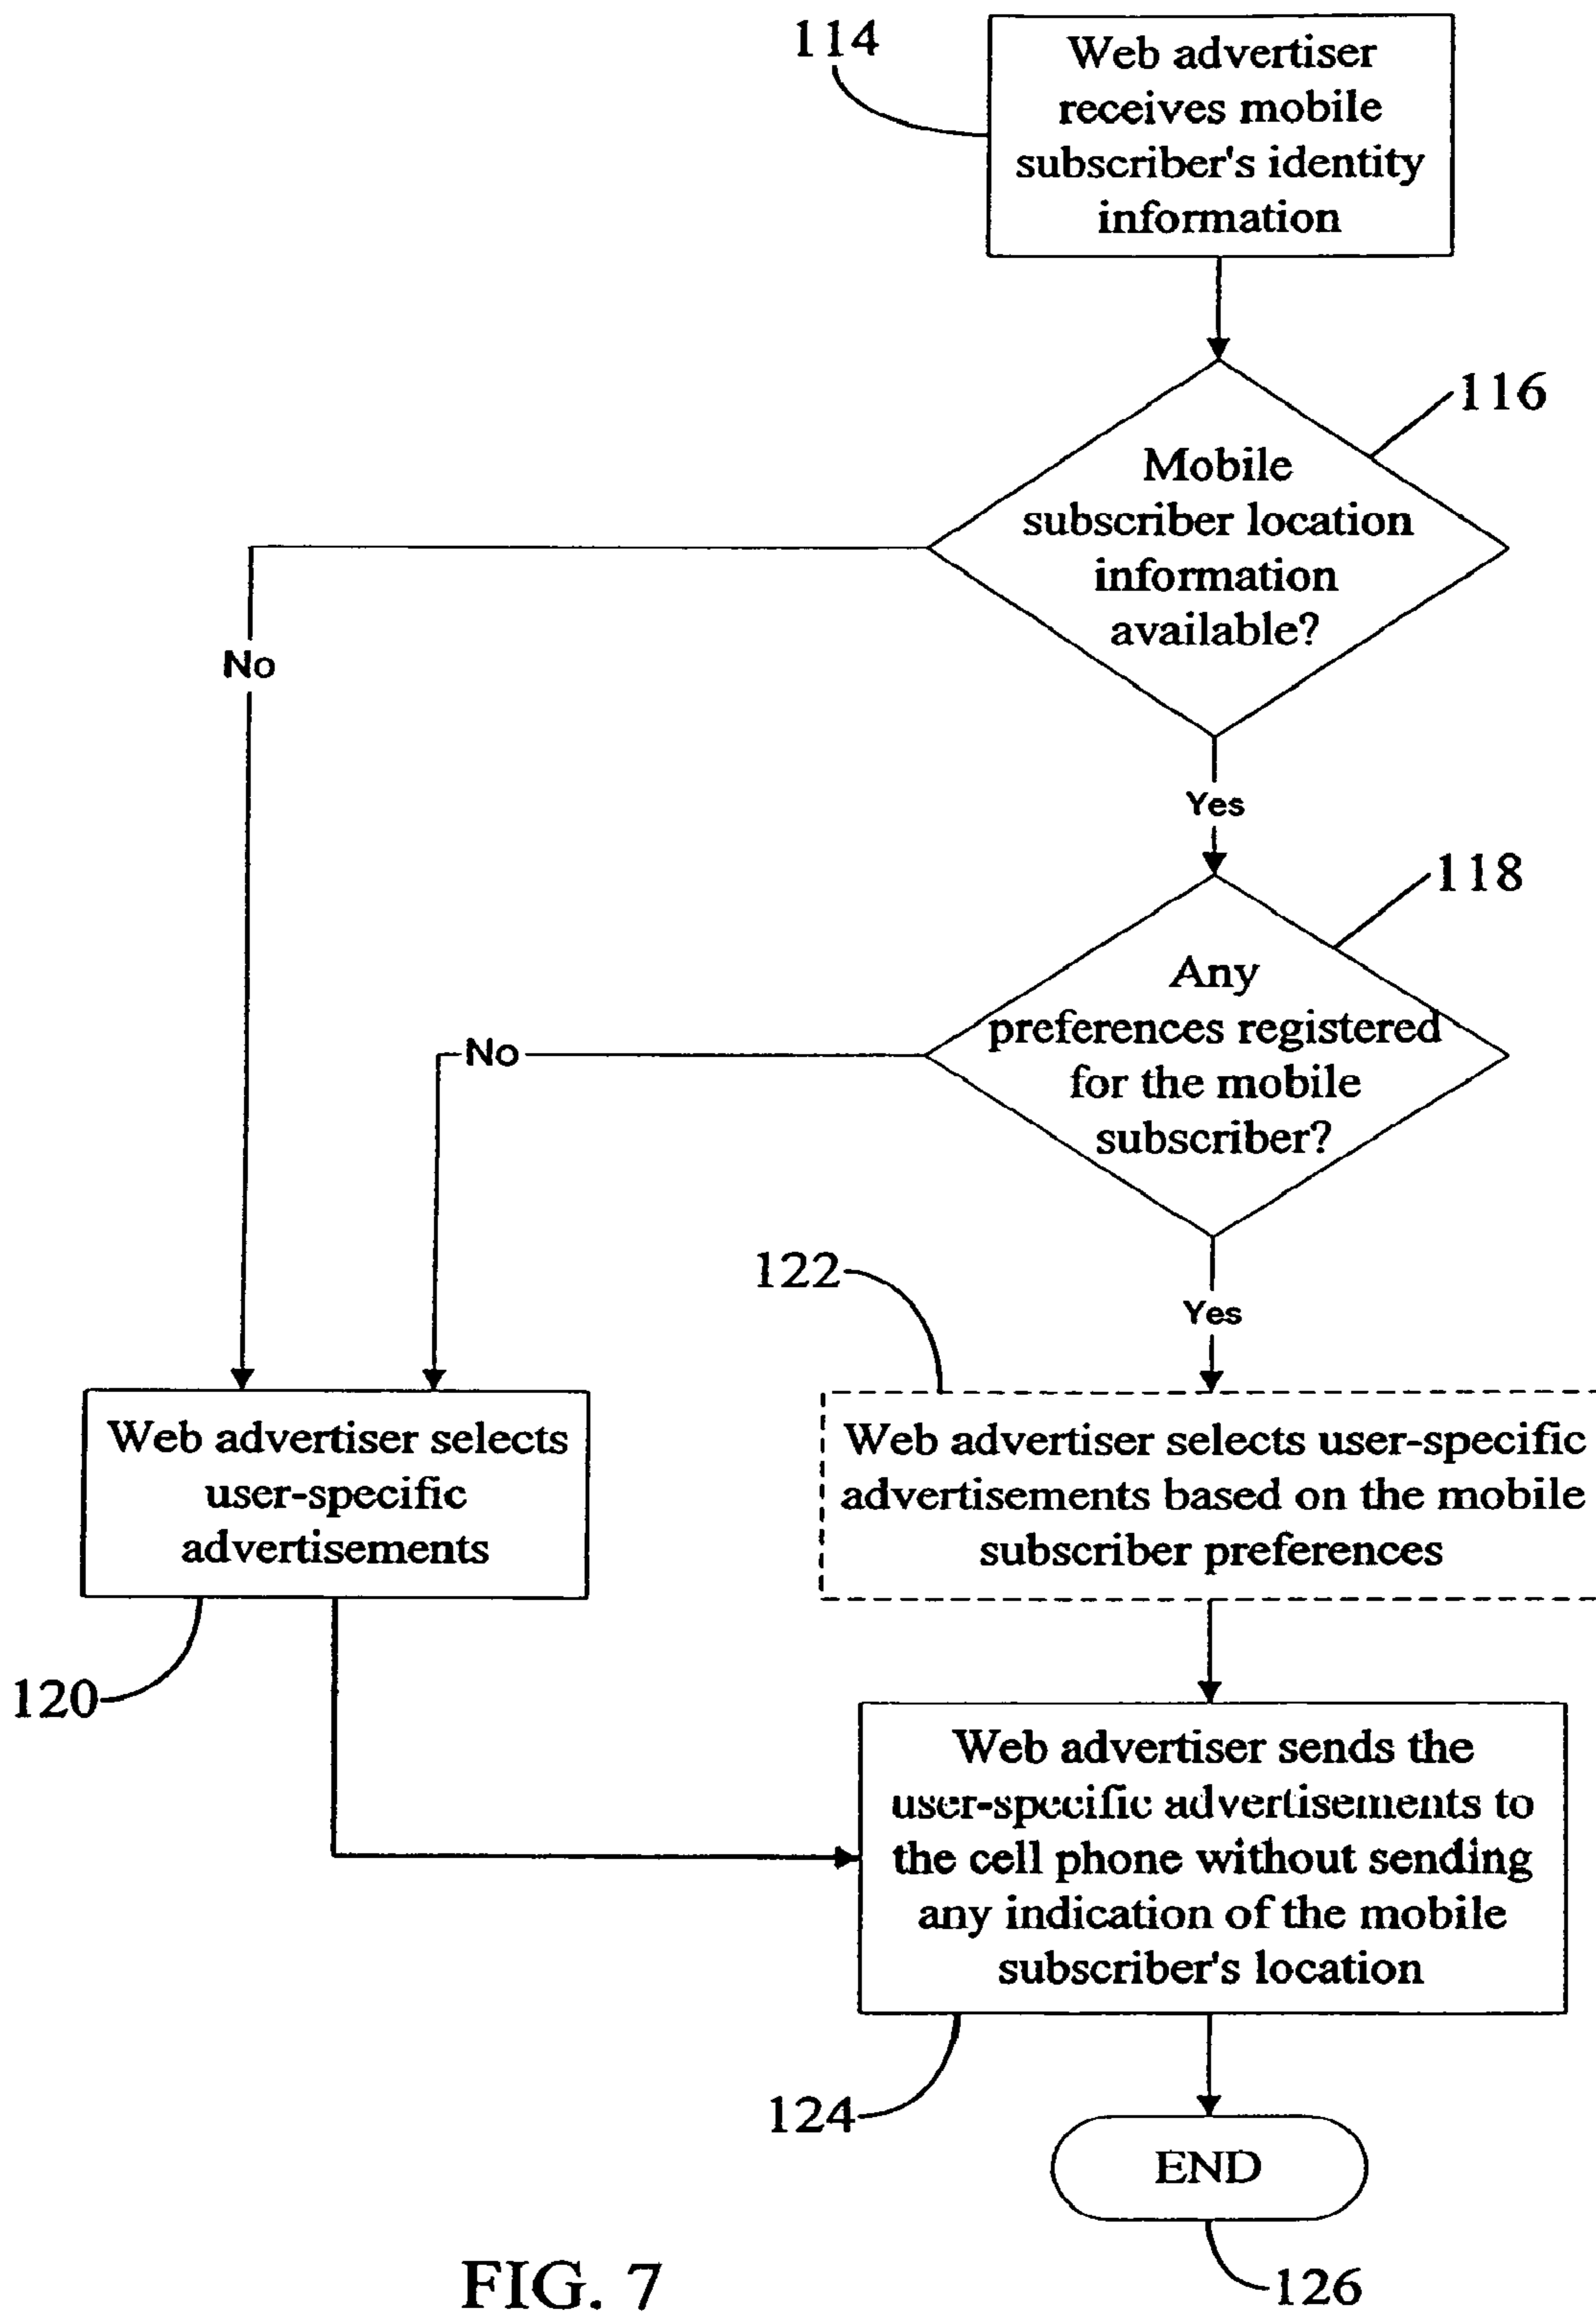 114
Web advertiser
receives mobile
subscriber's identity
information
116
Mobile
subscriber location
information
available?
No
Yes
118
Any
preferences registered
for the mobile
subscriber?
No
Yes
122
Web advertiser selects
user-specific
advertisements
Web advertiser selects user-specific
advertisements based on the mobile
subscriber preferences
120
Web advertiser sends the
user-specific advertisements to
the cell phone without sending
any indication of the mobile
subscriber's location
124
END
126
FIG. 7